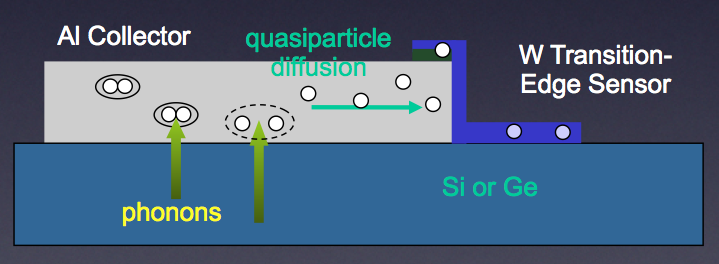 Al Collector
quasiparticle
diffusion
W Transition-
Edge Sensor
Si or Ge
phonons